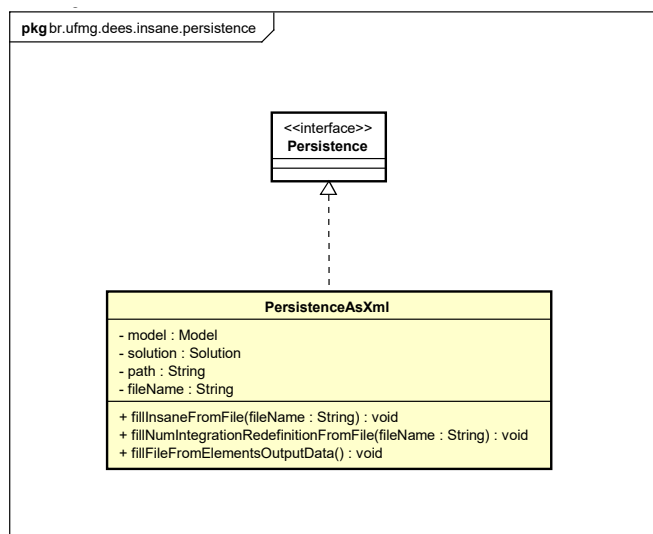 pkg br.ufmg.dees.insane.persistence
<<interface>>
Persistence
PersistenceAsXml
- model : Model
- solution : Solution
- path : String
- fileName : String
+ fillInsaneFromFile(fileName : String) : void
+ fillNumIntegrationRedefinitionFromFile(fileName : String) : void
+ fillFileFromElementsOutputData() : void